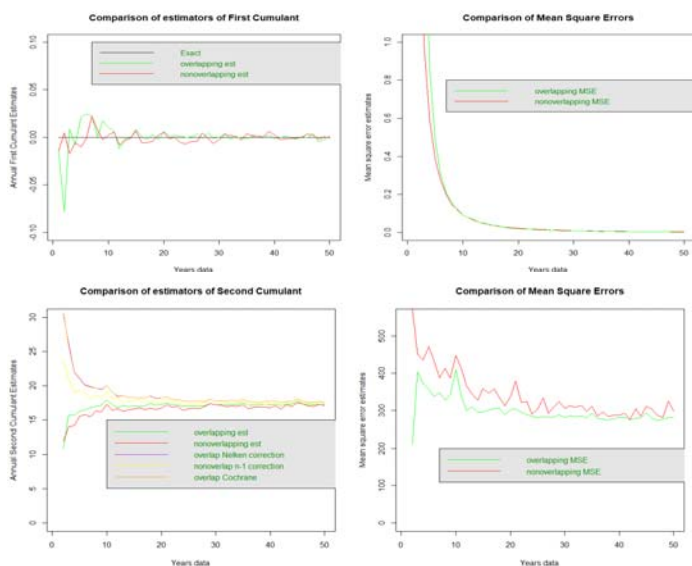 Comparison of estimators of First Cumulant
Annual First Cumulant Estimates
0.10
0.05
0.00
-0.05
-0.10
Exact
overlapping est
nonoverlapping est
0
10
20
30
40
50
Years data
Comparison of Mean Square Errors
Mean square error estimates
1.0
0.8
0.6
0.4
0.2
0.0
overlapping MSE
nonoverlapping MSE
0
10
20
30
40
50
Years data
Comparison of estimators of Second Cumulant
Annual Second Cumulant Estimates
30
25
20
15
10
5
0
overlapping est
nonoverlapping est
overlap Nelken correction
nonoverlap n-1 correction
overlap Cochrane
0
10
20
30
40
50
Years data
Comparison of Mean Square Errors
Mean square error estimates
500
400
300
200
100
0
overlapping MSE
nonoverlapping MSE
0
10
20
30
40
50
Years data